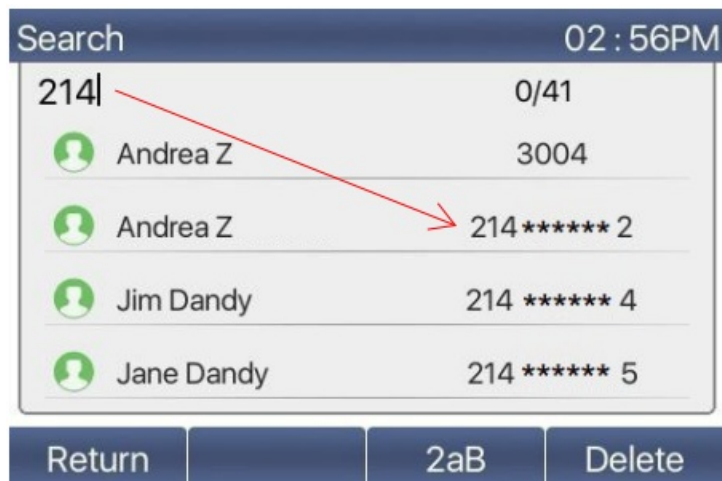 Search 02:56PM
214 0/41
Andrea Z 3004
Andrea Z 214 ****** 2
Jim Dandy 214 ****** 4
Jane Dandy 214 ****** 5
Return 2aB Delete